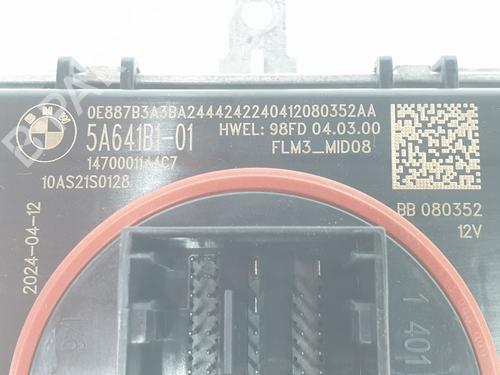 BMW
0E887B3A3BA2444242240412080352AA
5A641B1-01
HWEL: 98FD 04.03.00
1470001144C7
FLM3_MID08
10AS21S0128
2024-04-12
BB 080352
12V
1 401